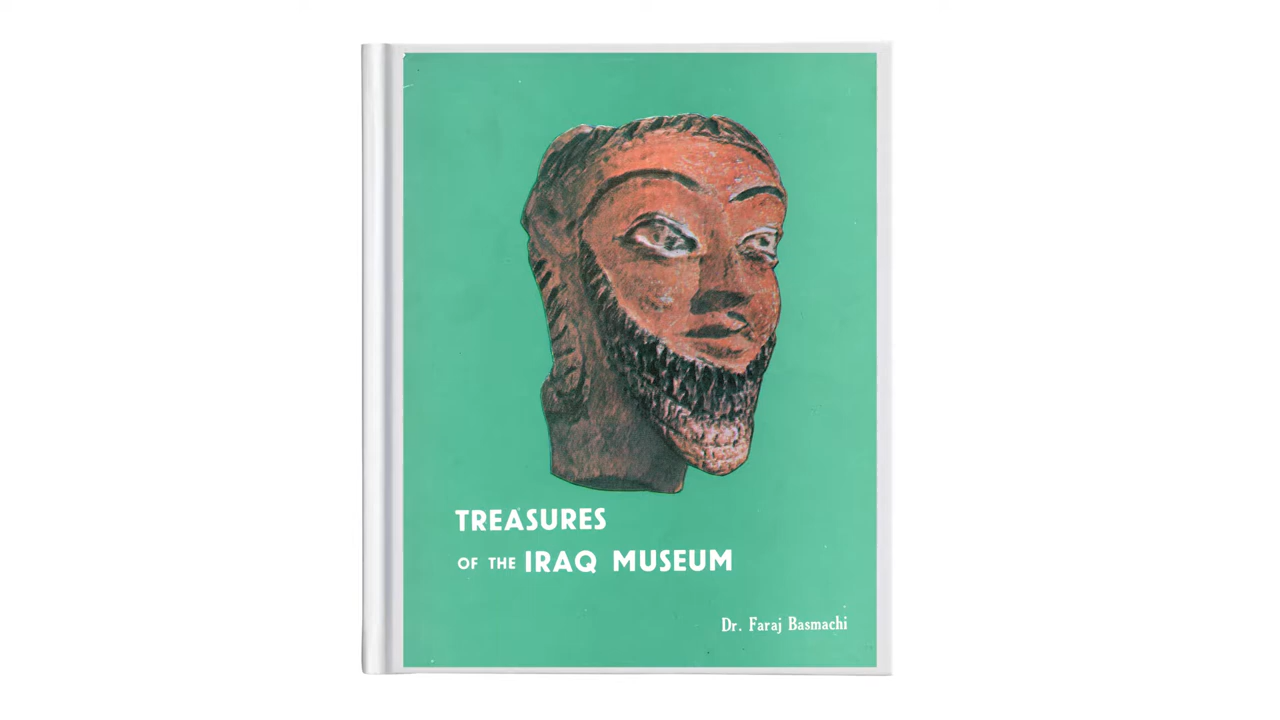 TREASURES
OF THE IRAQ MUSEUM
Dr. Faraj Basmachi